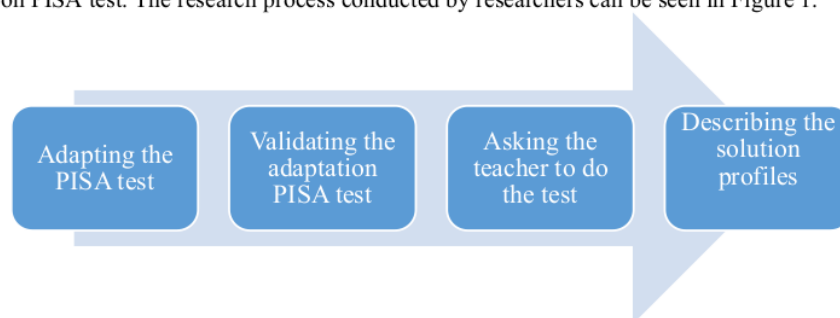 on PISA test. The research process conducted by researchers can be seen in Figure 1.
Adapting the
PISA test
Validating the
adaptation
PISA test
Asking the
teacher to do
the test
Describing the
solution
profiles